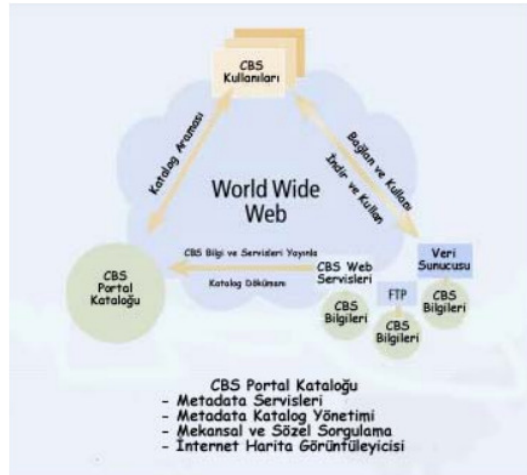 CBS
Kullanıları
Katalog Araması
Bağlan ve Kullan
İndir ve Kullan
World Wide
Web
CBS Bilgi ve Servisleri Yayınla
Katalog Dökümanı
CBS
Portal
Kataloğu
CBS Web
Servisleri
Veri
Sunucusu
FTP
CBS
Bilgileri
CBS
Bilgileri
CBS
Bilgileri
CBS Portal Kataloğu
- Metadata Servisleri
- Metadata Katalog Yönetimi
- Mekansal ve Sözel Sorgulama
- İnternet Harita Görüntüleyicisi